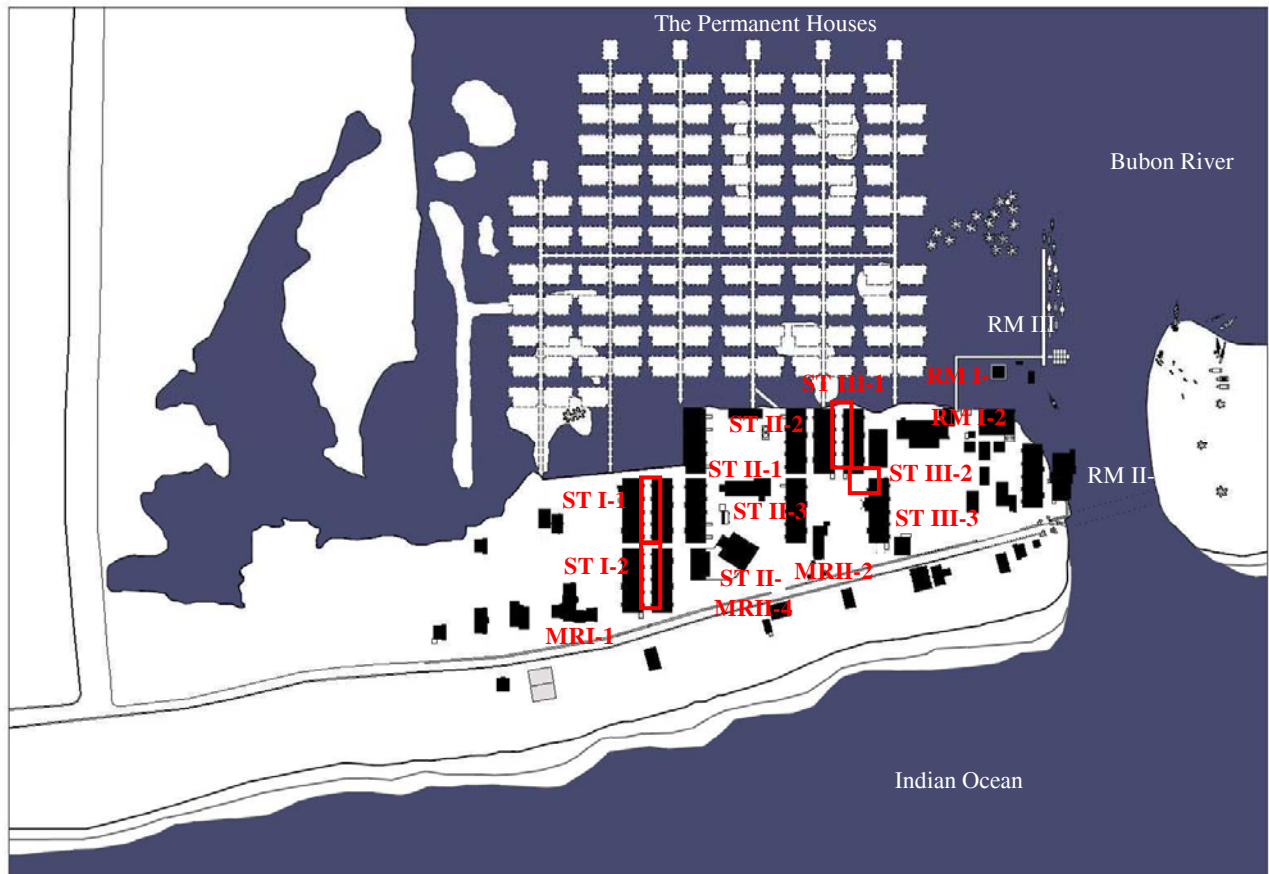 The Permanent Houses
Bubon River
RM III
RM I-
ST III-1
RM I-2
ST II-2
ST II-1
ST III-2
RM II-
ST I-1
ST II-3
ST III-3
ST I-2
ST II-
MRII-2
MRII-4
MRI-1
Indian Ocean